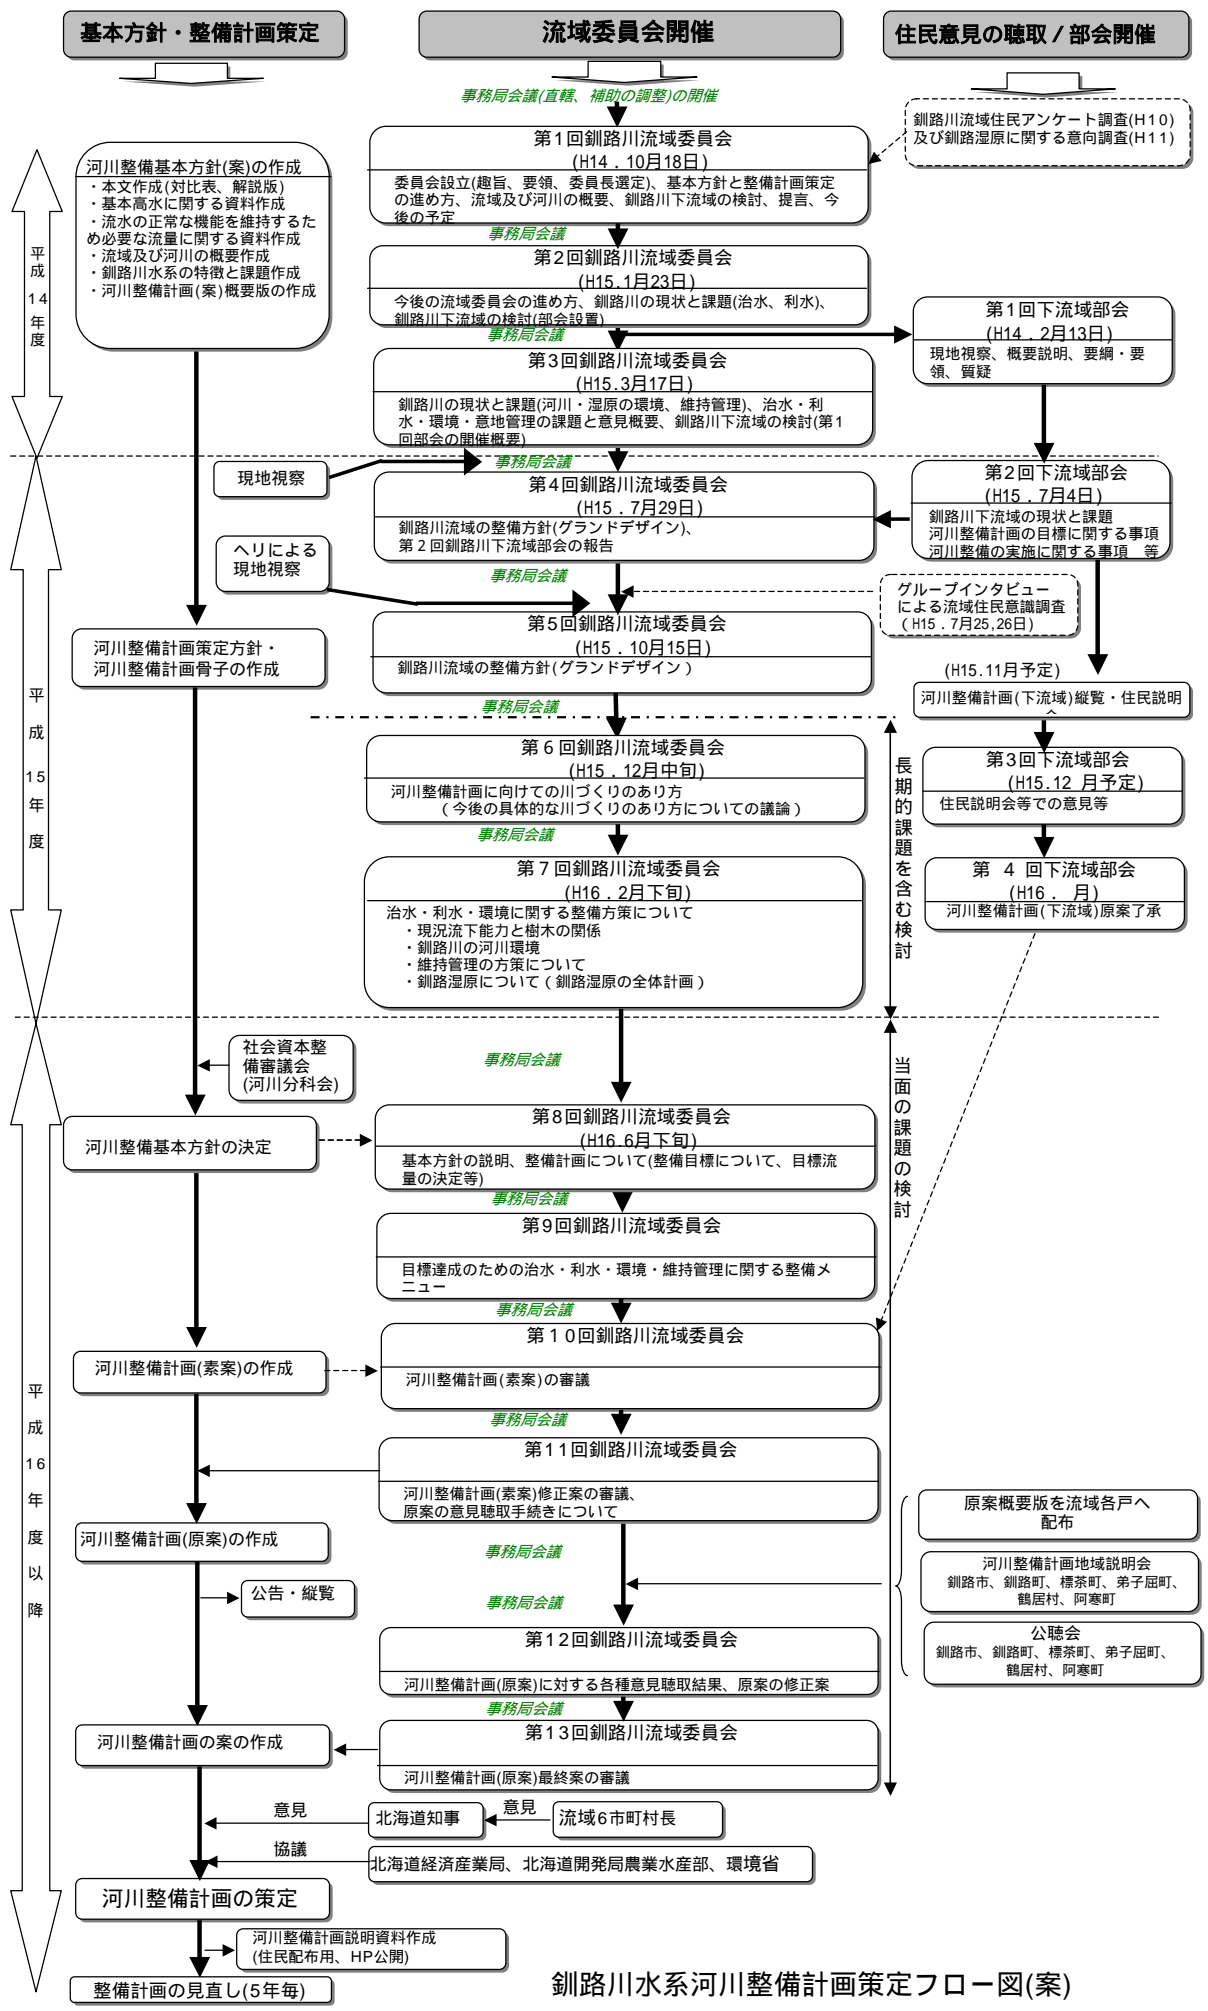 基本方針・整備計画策定
流域委員会開催
住民意見の聴取 / 部会開催
平成14年度
平成15年度
平成16年度以降
河川整備基本方針(案)の作成
・本文作成(対比表、解説版)
・基本高水に関する資料作成
・流水の正常な機能を維持するた
め必要な流量に関する資料作成
・流域及び河川の概要作成
・釧路川水系の特徴と課題作成
・河川整備計画(案)概要版の作成
事務局会議(直轄、補助の調整)の開催
第1回釧路川流域委員会
(H14．10月18日)
委員会設立(趣旨、要領、委員長選定)、基本方針と整備計画策定
の進め方、流域及び河川の概要、釧路川下流域の検討、提言、今
後の予定
釧路川流域住民アンケート調査(H10)
及び釧路湿原に関する意向調査(H11)
事務局会議
第2回釧路川流域委員会
(H15.1月23日)
今後の流域委員会の進め方、釧路川の現状と課題(治水、利水)、
釧路川下流域の検討(部会設置)
事務局会議
第1回下流域部会
(H14．2月13日)
現地視察、概要説明、要綱・要
領、質疑
第3回釧路川流域委員会
(H15.3月17日)
釧路川の現状と課題(河川・湿原の環境、維持管理)、治水・利
水・環境・意地管理の課題と意見概要、釧路川下流域の検討(第1
回部会の開催概要)
事務局会議
現地視察
第4回釧路川流域委員会
(H15．7月29日)
釧路川流域の整備方針(グランドデザイン)、
第２回釧路川下流域部会の報告
第2回下流域部会
(H15．7月4日)
釧路川下流域の現状と課題
河川整備計画の目標に関する事項
河川整備の実施に関する事項　等
ヘリによる
現地視察
事務局会議
グループインタビュー
による流域住民意識調査
（H15．7月25,26日)
第5回釧路川流域委員会
(H15．10月15日)
釧路川流域の整備方針(グランドデザイン）
河川整備計画策定方針・
河川整備計画骨子の作成
(H15.11月予定)
河川整備計画(下流域)縦覧・住民説明
事務局会議
第６回釧路川流域委員会
(H15．12月中旬)
河川整備計画に向けての川づくりのあり方
（今後の具体的な川づくりのあり方についての議論）
長期的課題を含む検討
第3回下流域部会
(H15.12 月予定)
住民説明会等での意見等
事務局会議
第７回釧路川流域委員会
(H16．2月下旬)
治水・利水・環境に関する整備方策について
・現況流下能力と樹木の関係
・釧路川の河川環境
・維持管理の方策について
・釧路湿原について（釧路湿原の全体計画）
第 4 回下流域部会
(H16．　月)
河川整備計画(下流域)原案了承
社会資本整
備審議会
(河川分科会)
事務局会議
当面の課題の検討
河川整備基本方針の決定
第8回釧路川流域委員会
(H16.6月下旬)
基本方針の説明、整備計画について(整備目標について、目標流
量の決定等)
事務局会議
第9回釧路川流域委員会
目標達成のための治水・利水・環境・維持管理に関する整備メ
ニュー
事務局会議
第10回釧路川流域委員会
河川整備計画(素案)の審議
河川整備計画(素案)の作成
事務局会議
第11回釧路川流域委員会
河川整備計画(素案)修正案の審議、
原案の意見聴取手続きについて
河川整備計画(原案)の作成
公告・縦覧
事務局会議
事務局会議
原案概要版を流域各戸へ
配布
河川整備計画地域説明会
釧路市、釧路町、標茶町、弟子屈町、
鶴居村、阿寒町
公聴会
釧路市、釧路町、標茶町、弟子屈町、
鶴居村、阿寒町
第12回釧路川流域委員会
河川整備計画(原案)に対する各種意見聴取結果、原案の修正案
事務局会議
第13回釧路川流域委員会
河川整備計画(原案)最終案の審議
河川整備計画の案の作成
意見
北海道知事
意見
流域6市町村長
協議
北海道経済産業局、北海道開発局農業水産部、環境省
河川整備計画の策定
河川整備計画説明資料作成
(住民配布用、HP公開)
整備計画の見直し(5年毎)
釧路川水系河川整備計画策定フロー図(案)